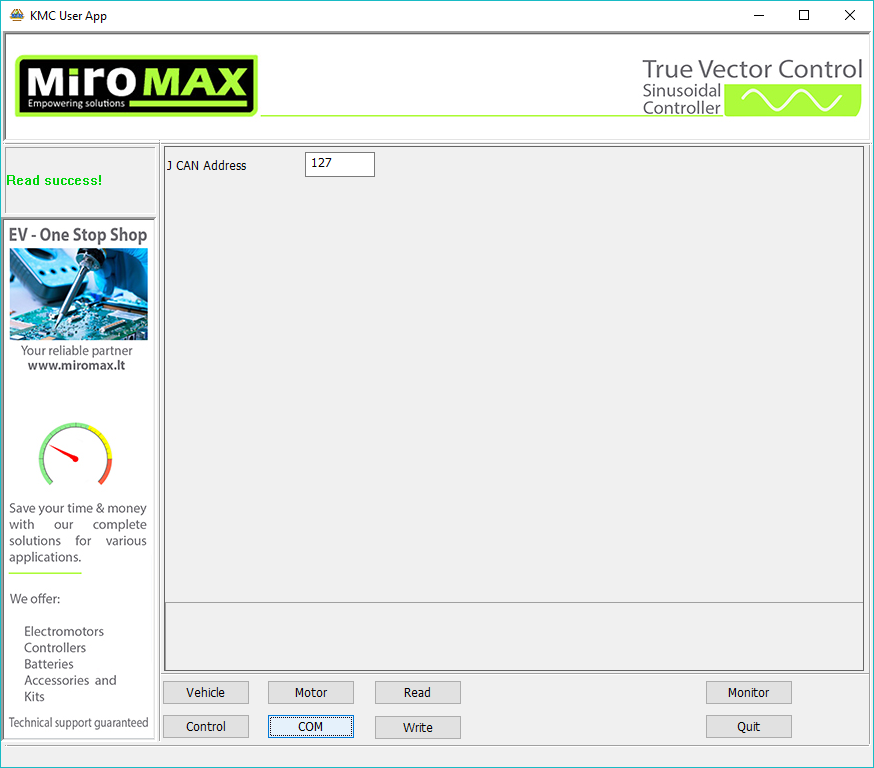 KMC User App
MiroMAX
Empowering solutions
True Vector Control
Sinusoidal
Controller
Read success!
J CAN Address
127
EV - One Stop Shop
Your reliable partner
www.miromax.lt
Save your time & money
with our complete
solutions for various
applications.
We offer:
Electromotors
Controllers
Batteries
Accessories and
Kits
Technical support guaranteed
Vehicle
Motor
Read
Monitor
Control
COM
Write
Quit